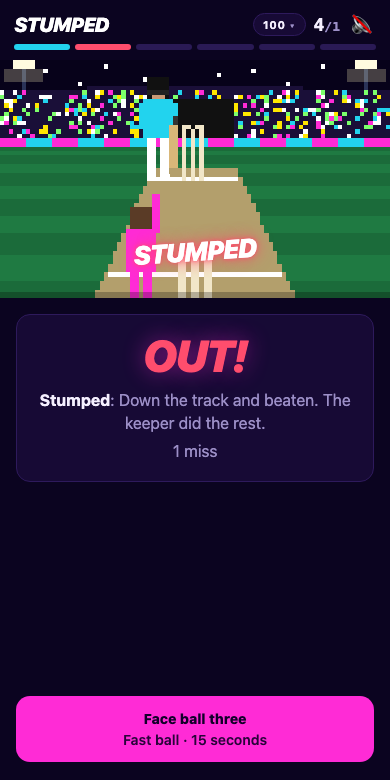 STUMPED
100 ▾
4/1
STUMPED
OUT!
Stumped: Down the track and beaten. The
keeper did the rest.
1 miss
Face ball three
Fast ball · 15 seconds